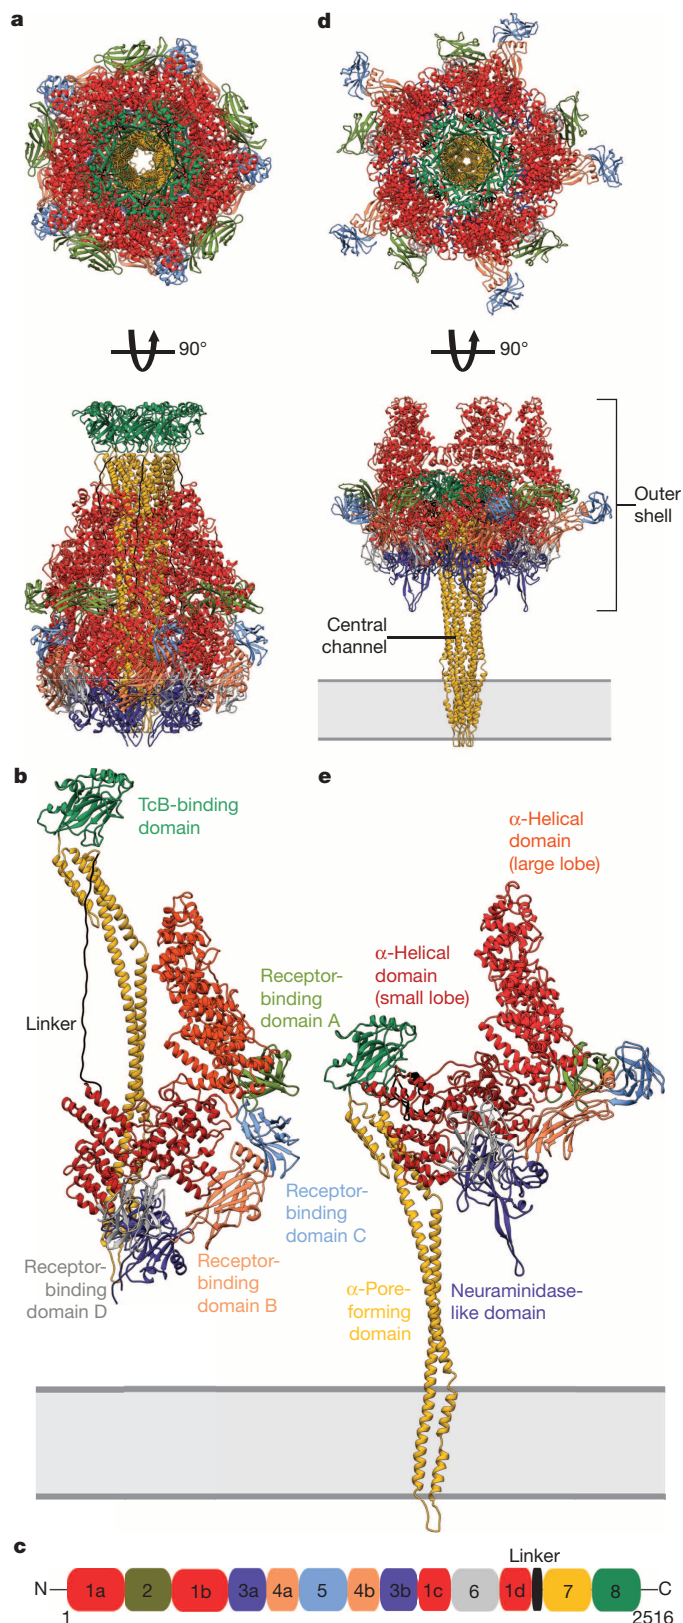 a
d
90°
90°
Outer
shell
Central
channel
b
e
TcB-binding
domain
α-Helical
domain
(large lobe)
α-Helical
domain
(small lobe)
Receptor-
binding
domain A
Linker
Receptor-
binding
domain C
Receptor-
binding
domain D
Receptor-
binding
domain B
α-Pore-
forming
domain
Neuraminidase-
like domain
c
Linker
N 1a 2 1b 3a 4a 5 4b 3b 1c 6 1d 7 8 C
1 2516